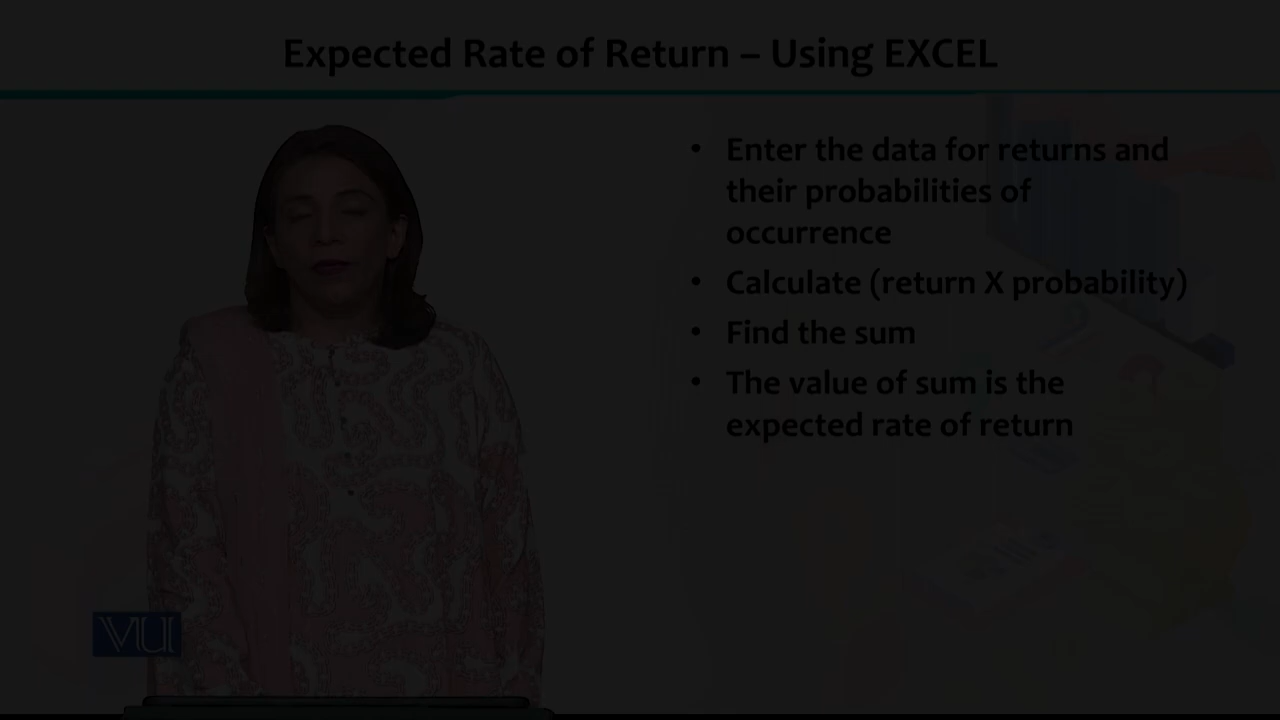 Expected Rate of Return – Using EXCEL
• Enter the data for returns and
their probabilities of
occurrence
• Calculate (return X probability)
• Find the sum
• The value of sum is the
expected rate of return
VU